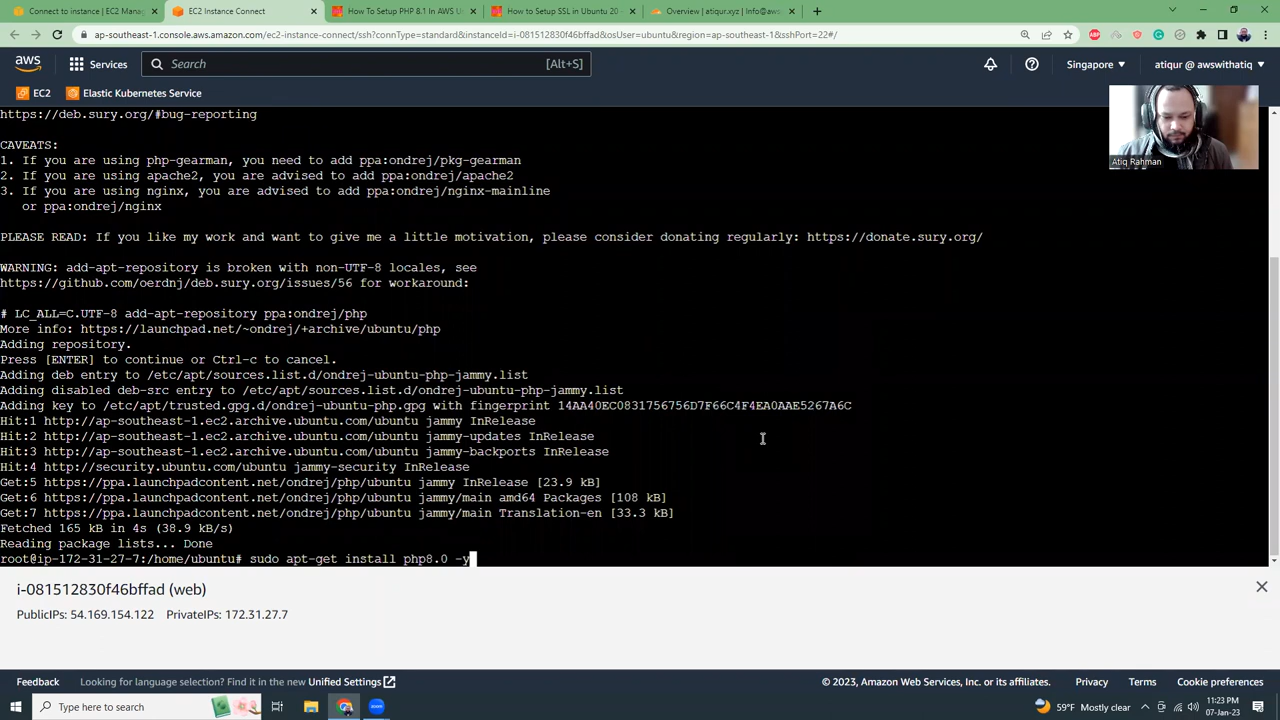 Connect to instance | EC2 Manag
EC2 Instance Connect
How To Setup PHP 8.1 In AWS U
How to Setup SSL in Ubuntu 20 -
Overview | atiqur.xyz | Info@aws
ap-southeast-1.console.aws.amazon.com/ec2-instance-connect/ssh?connType=standard&instanceId=i-081512830f46bffad&osUser=ubuntu&region=ap-southeast-1&sshPort=22#/
aws
Services
Search
[Alt+S]
Singapore
atiqur @ awswithatiq
EC2
Elastic Kubernetes Service
https://deb.sury.org/#bug-reporting
CAVEATS:
1. If you are using php-gearman, you need to add ppa:ondrej/pkg-gearman
2. If you are using apache2, you are advised to add ppa:ondrej/apache2
3. If you are using nginx, you are advised to add ppa:ondrej/nginx-mainline
or ppa:ondrej/nginx
PLEASE READ: If you like my work and want to give me a little motivation, please consider donating regularly: https://donate.sury.org/
WARNING: add-apt-repository is broken with non-UTF-8 locales, see
https://github.com/oerdnj/deb.sury.org/issues/56 for workaround:
# LC_ALL=C.UTF-8 add-apt-repository ppa:ondrej/php
More info: https://launchpad.net/~ondrej/+archive/ubuntu/php
Adding repository.
Press [ENTER] to continue or Ctrl-c to cancel.
Adding deb entry to /etc/apt/sources.list.d/ondrej-ubuntu-php-jammy.list
Adding disabled deb-src entry to /etc/apt/sources.list.d/ondrej-ubuntu-php-jammy.list
Adding key to /etc/apt/trusted.gpg.d/ondrej-ubuntu-php.gpg with fingerprint 14AA40EC0831756756D7F66C4F4EA0AAE5267A6C
Hit:1 http://ap-southeast-1.ec2.archive.ubuntu.com/ubuntu jammy InRelease
Hit:2 http://ap-southeast-1.ec2.archive.ubuntu.com/ubuntu jammy-updates InRelease
Hit:3 http://ap-southeast-1.ec2.archive.ubuntu.com/ubuntu jammy-backports InRelease
Hit:4 http://security.ubuntu.com/ubuntu jammy-security InRelease
Get:5 https://ppa.launchpadcontent.net/ondrej/php/ubuntu jammy InRelease [23.9 kB]
Get:6 https://ppa.launchpadcontent.net/ondrej/php/ubuntu jammy/main amd64 Packages [108 kB]
Get:7 https://ppa.launchpadcontent.net/ondrej/php/ubuntu jammy/main Translation-en [33.3 kB]
Fetched 165 kB in 4s (38.9 kB/s)
Reading package lists... Done
root@ip-172-31-27-7:/home/ubuntu# sudo apt-get install php8.0 -y
Atiq Rahman
i-081512830f46bffad (web)
PublicIPs: 54.169.154.122 PrivateIPs: 172.31.27.7
Feedback
Looking for language selection? Find it in the new Unified Settings
© 2023, Amazon Web Services, Inc. or its affiliates.
Privacy
Terms
Cookie preferences
Type here to search
59°F Mostly clear
11:23 PM
07-Jan-23